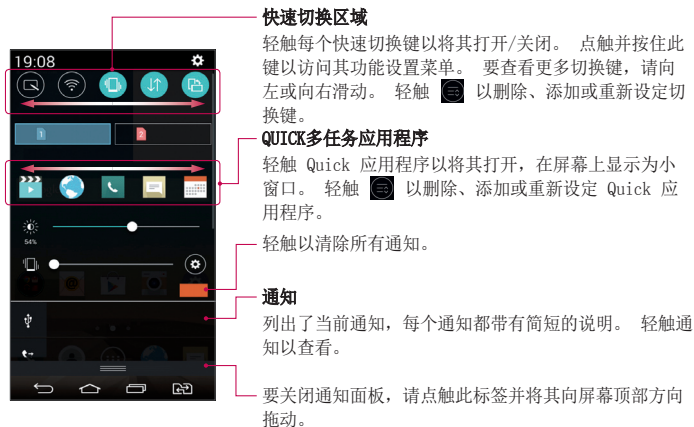 快速切换区域
轻触每个快速切换键以将其打开/关闭。 点触并按住此
键以访问其功能设置菜单。 要查看更多切换键，请向
左或向右滑动。 轻触 以删除、添加或重新设定切
换键。
QUICK多任务应用程序
轻触 Quick 应用程序以将其打开，在屏幕上显示为小
窗口。 轻触 以删除、添加或重新设定 Quick 应
用程序。
轻触以清除所有通知。
通知
列出了当前通知，每个通知都带有简短的说明。 轻触通
知以查看。
要关闭通知面板，请点触此标签并将其向屏幕顶部方向
拖动。
19:08
1
2
54%